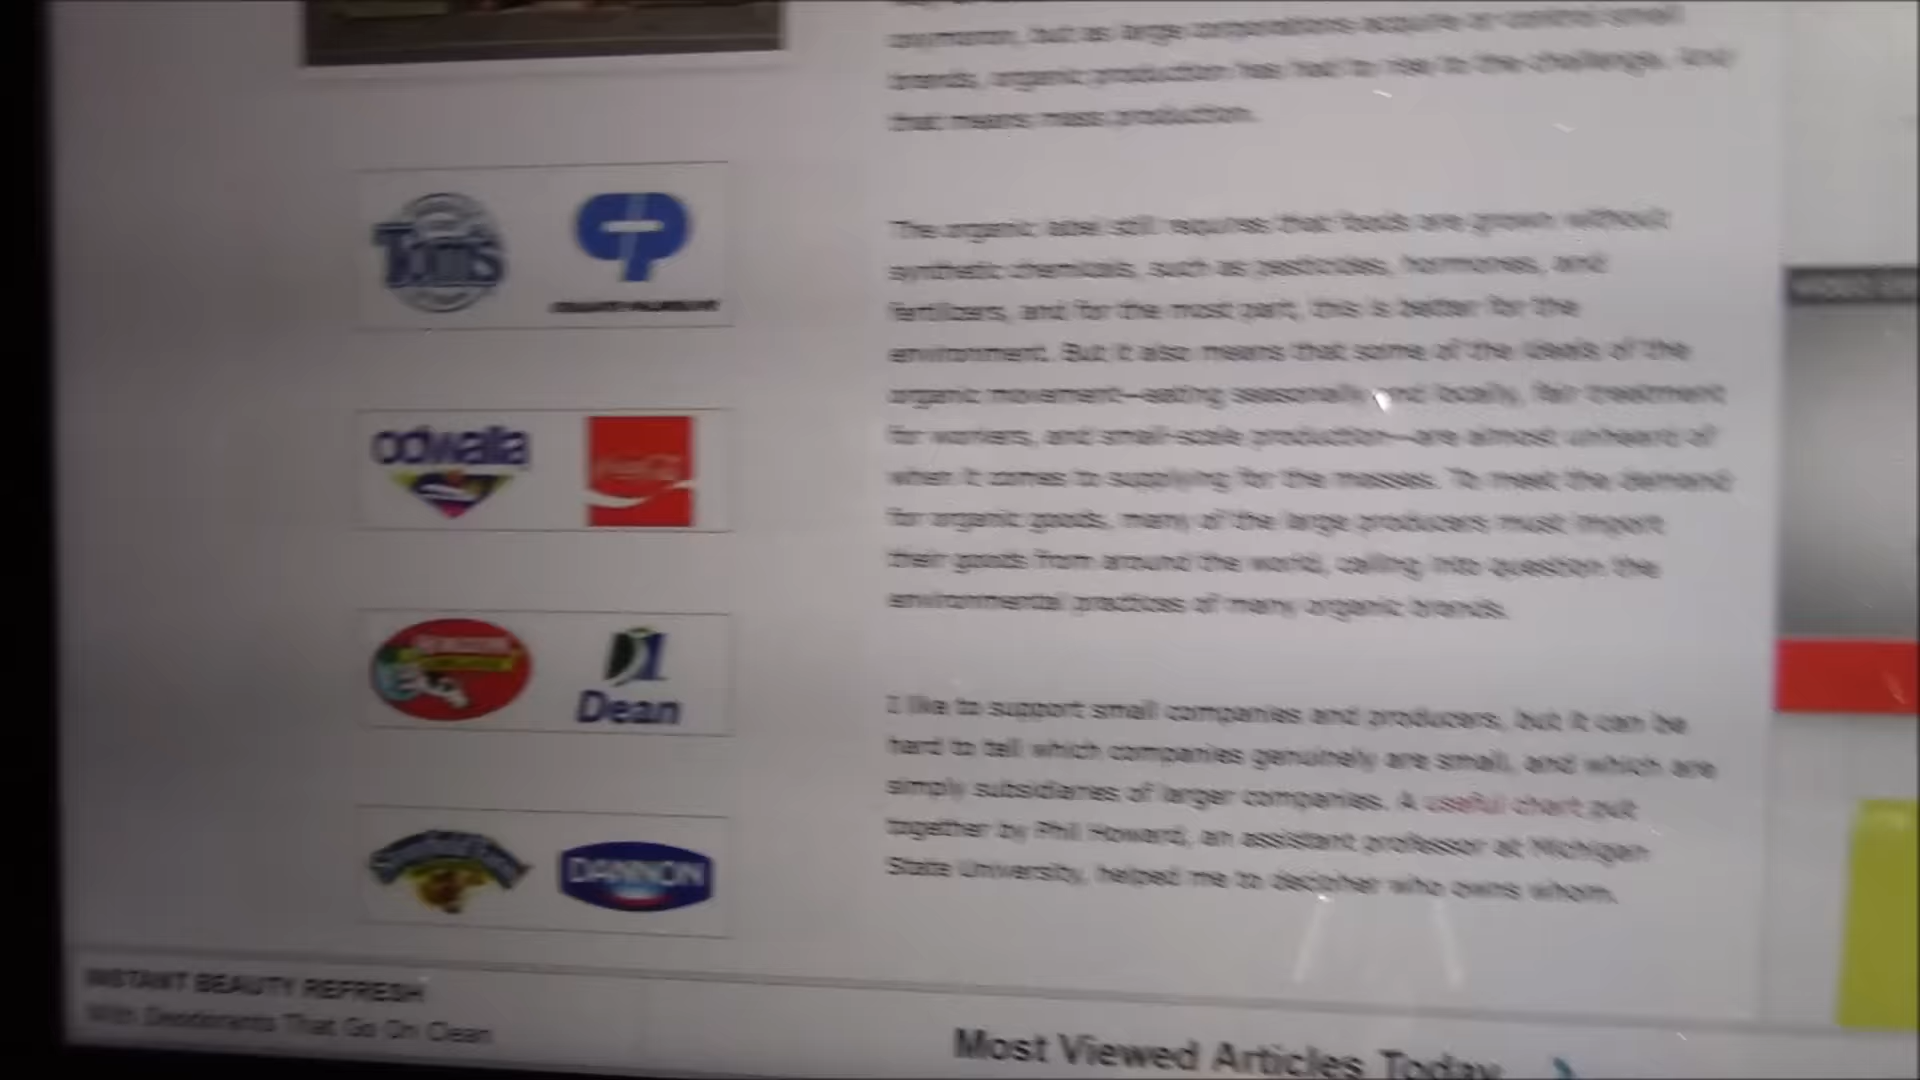 oxymoron, but as large corporations acquire or control small
brands, organic production has had to rise to the challenge. And
that means mass production.
Tom's
COLGATE-PALMOLIVE
The organic label still requires that foods are grown without
synthetic chemicals, such as pesticides, hormones, and
fertilizers, and for the most part, this is better for the
environment. But it also means that some of the ideals of the
organic movement—eating seasonally and locally, fair treatment
for workers, and small-scale production—are almost unheard of
when it comes to supplying for the masses. To meet the demand
for organic goods, many of the large producers must import
their goods from around the world, calling into question the
environmental practices of many organic brands.
odwalla
Dean
I like to support small companies and producers, but it can be
hard to tell which companies genuinely are small, and which are
simply subsidiaries of larger companies. A useful chart put
together by Phil Howard, an assistant professor at Michigan
State University, helped me to decipher who owns whom.
DANNON
INSTANT BEAUTY REFRESH
With Deodorants That Go On Clean
Most Viewed Articles Today